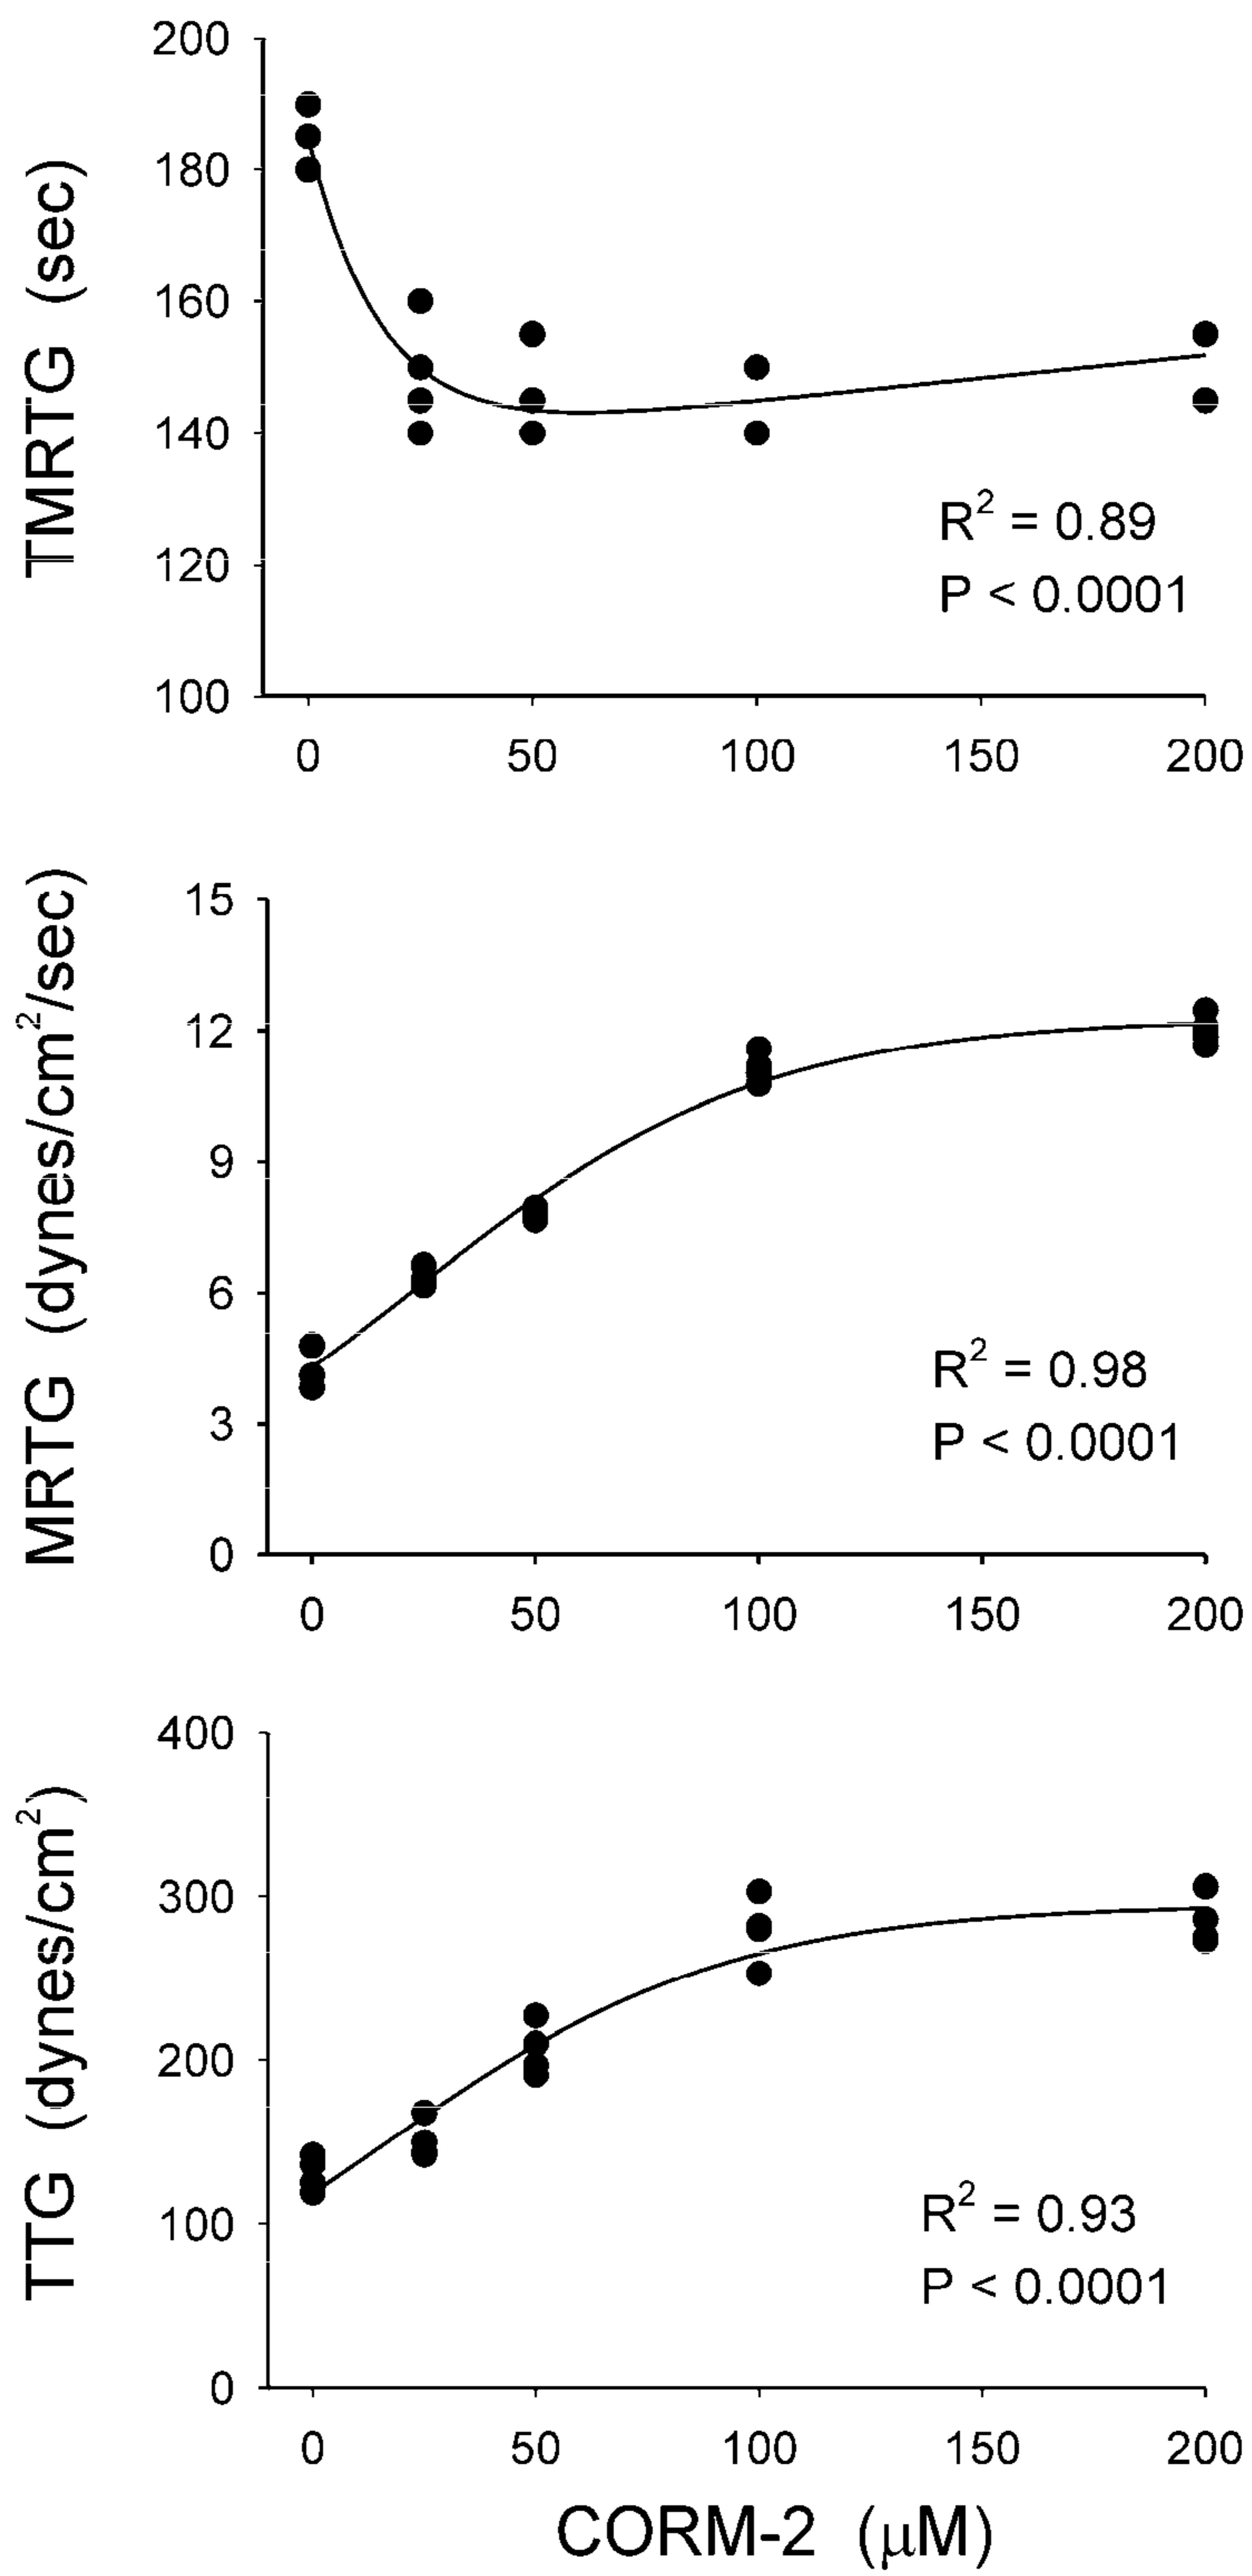 TMRTG (sec)
200
180
160
140
120
100
R² = 0.89
P < 0.0001
0 50 100 150 200
MRTG (dynes/cm²/sec)
15
12
9
6
3
0
R² = 0.98
P < 0.0001
0 50 100 150 200
TTG (dynes/cm²)
400
300
200
100
0
R² = 0.93
P < 0.0001
0 50 100 150 200
CORM-2 (μM)